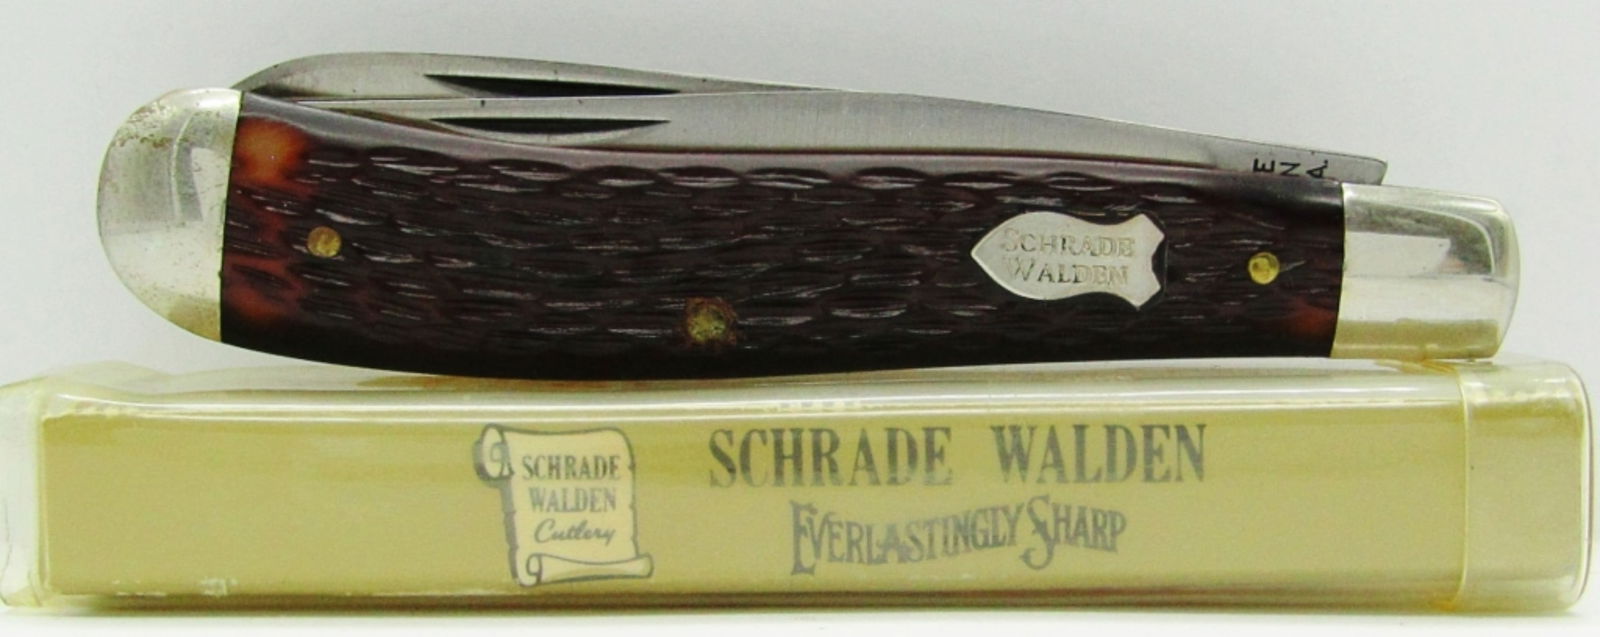 E
N
A.
SCHRADE
WALDEN
SCHRADE
WALDEN
Cutlery
SCHRADE WALDEN
EVERLASTINGLY SHARP